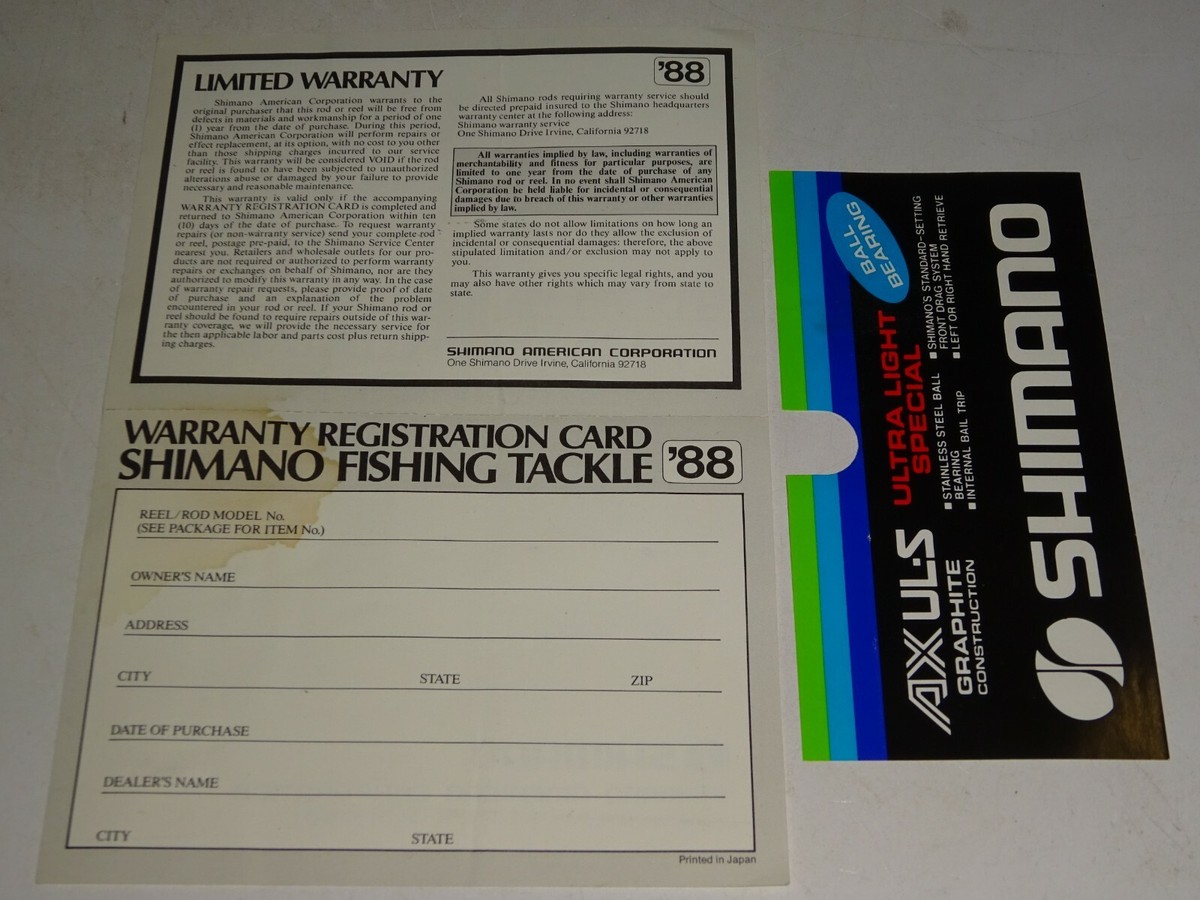 LIMITED WARRANTY
'88
Shimano American Corporation warrants to the
original purchaser that this rod or reel will be free from
defects in materials and workmanship for a period of one
(1) year from the date of purchase. During this period,
Shimano American Corporation will perform repairs or
effect replacement, at its option, with no cost to you other
than those shipping charges incurred to our service
facility. This warranty will be considered VOID if the rod
or reel is found to have been subjected to unauthorized
alterations abuse or damaged by your failure to provide
necessary and reasonable maintenance.
This warranty is valid only if the accompanying
WARRANTY REGISTRATION CARD is completed and
returned to Shimano American Corporation within ten
(10) days of the date of purchase. To request warranty
repairs (or non-warranty service) send your complete rod
or reel, postage pre-paid, to the Shimano Service Center
nearest you. Retailers and wholesale outlets for our pro-
ducts are not required or authorized to perform warranty
repairs or exchanges on behalf of Shimano, nor are they
authorized to modify this warranty in any way. In the case
of warranty repair requests, please provide proof of date
of purchase and an explanation of the problem
encountered in your rod or reel. If your Shimano rod or
reel should be found to require repairs outside of this war-
ranty coverage, we will provide the necessary service for
the then applicable labor and parts cost plus return shipp-
ing charges.
All Shimano rods requiring warranty service should
be directed prepaid insured to the Shimano headquarters
warranty center at the following address:
Shimano warranty service
One Shimano Drive Irvine, California 92718
All warranties implied by law, including warranties of
merchantability and fitness for particular purposes, are
limited to one year from the date of purchase of any
Shimano rod or reel. In no event shall Shimano American
Corporation be held liable for incidental or consequential
damages due to breach of this warranty or other warranties
implied by law.
Some states do not allow limitations on how long an
implied warranty lasts nor do they allow the exclusion of
incidental or consequential damages: therefore, the above
stipulated limitation and/or exclusion may not apply to
you.
This warranty gives you specific legal rights, and you
may also have other rights which may vary from state to
state.
SHIMANO AMERICAN CORPORATION
One Shimano Drive Irvine, California 92718
WARRANTY REGISTRATION CARD
SHIMANO FISHING TACKLE '88
REEL/ROD MODEL No.
(SEE PACKAGE FOR ITEM No.)
OWNER'S NAME
ADDRESS
CITY STATE ZIP
DATE OF PURCHASE
DEALER'S NAME
CITY STATE
Printed in Japan
BALL
BEARING
AX UL-S
ULTRA LIGHT
SPECIAL
GRAPHITE
CONSTRUCTION
■ STAINLESS STEEL BALL
BEARING
■ INTERNAL BAIL TRIP
■ SHIMANO'S STANDARD-SETTING
FRONT DRAG SYSTEM
■ LEFT OR RIGHT HAND RETRIEVE
SHIMANO